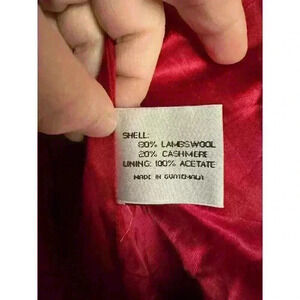 SHELL:
80% LAMBSWOOL
20% CASHMERE
LINING: 100% ACETATE
MADE IN GUATEMALA